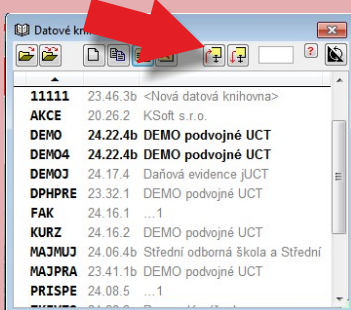 Datové kn
?
11111 23.46.3b <Nová datová knihovna>
AKCE 20.26.2 KSoft s.r.o.
DEMO 24.22.4b DEMO podvojné UCT
DEMO4 24.22.4b DEMO podvojné UCT
DEMOJ 24.17.4 Daňová evidence jUCT
DPHPRE 23.32.1 DEMO podvojné UCT
FAK 24.16.1 ...1
KURZ 24.16.2 DEMO podvojné UCT
MAJMUJ 24.06.4b Střední odborná škola a Střední
MAJPRA 23.41.1b DEMO podvojné UCT
PRISPE 24.08.5 ...1